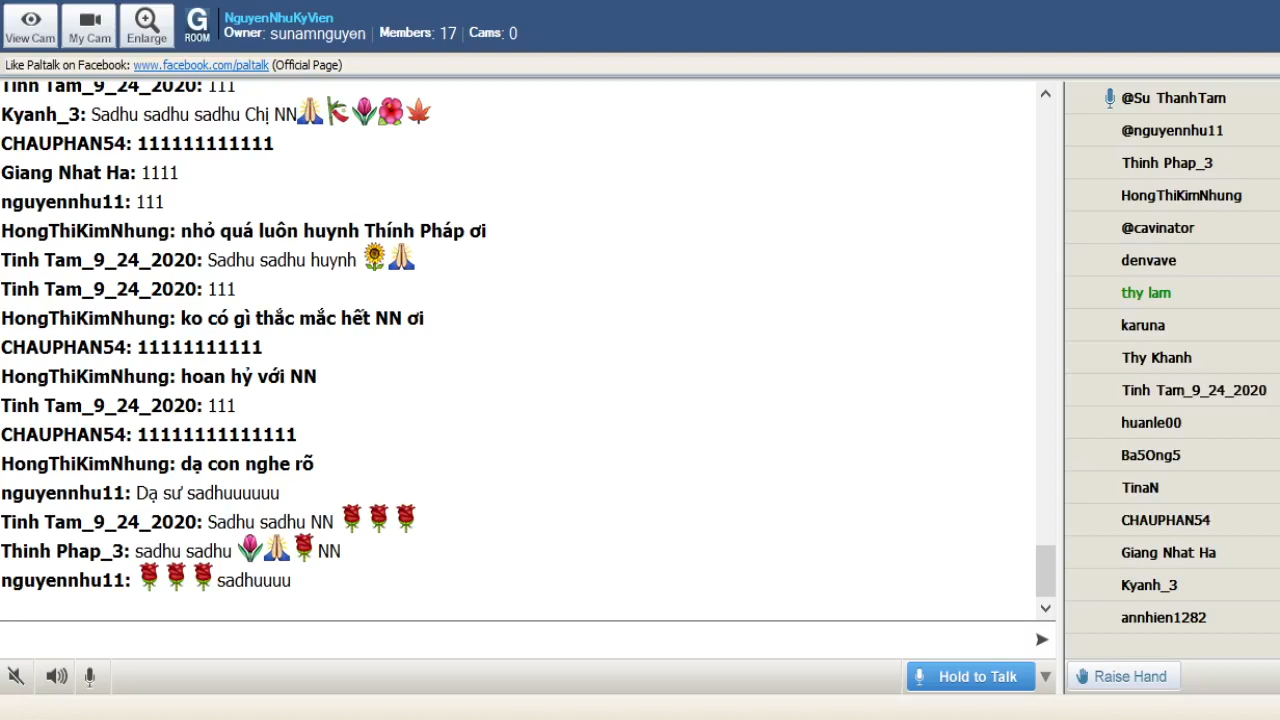 View Cam
My Cam
Enlarge
G
ROOM
NguyenNhuKyVien
Owner: sunamnguyen | Members: 17 | Cams: 0
Like Paltalk on Facebook: www.facebook.com/paltalk (Official Page)
Tinh Tam_9_24_2020: 111
Kyanh_3: Sadhu sadhu sadhu Chị NN
CHAUPHAN54: 111111111111
Giang Nhat Ha: 1111
nguyennhu11: 111
HongThiKimNhung: nhỏ quá luôn huynh Thính Pháp ơi
Tinh Tam_9_24_2020: Sadhu sadhu huynh
Tinh Tam_9_24_2020: 111
HongThiKimNhung: ko có gì thắc mắc hết NN ơi
CHAUPHAN54: 11111111111
HongThiKimNhung: hoan hỷ với NN
Tinh Tam_9_24_2020: 111
CHAUPHAN54: 11111111111111
HongThiKimNhung: dạ con nghe rõ
nguyennhu11: Dạ sư sadhuuuuuu
Tinh Tam_9_24_2020: Sadhu sadhu NN
Thinh Phap_3: sadhu sadhu NN
nguyennhu11: sadhuuuu
@Su ThanhTam
@nguyennhu11
Thinh Phap_3
HongThiKimNhung
@cavinator
denvave
thy lam
karuna
Thy Khanh
Tinh Tam_9_24_2020
huanle00
Ba5Ong5
TinaN
CHAUPHAN54
Giang Nhat Ha
Kyanh_3
annhien1282
Hold to Talk
Raise Hand